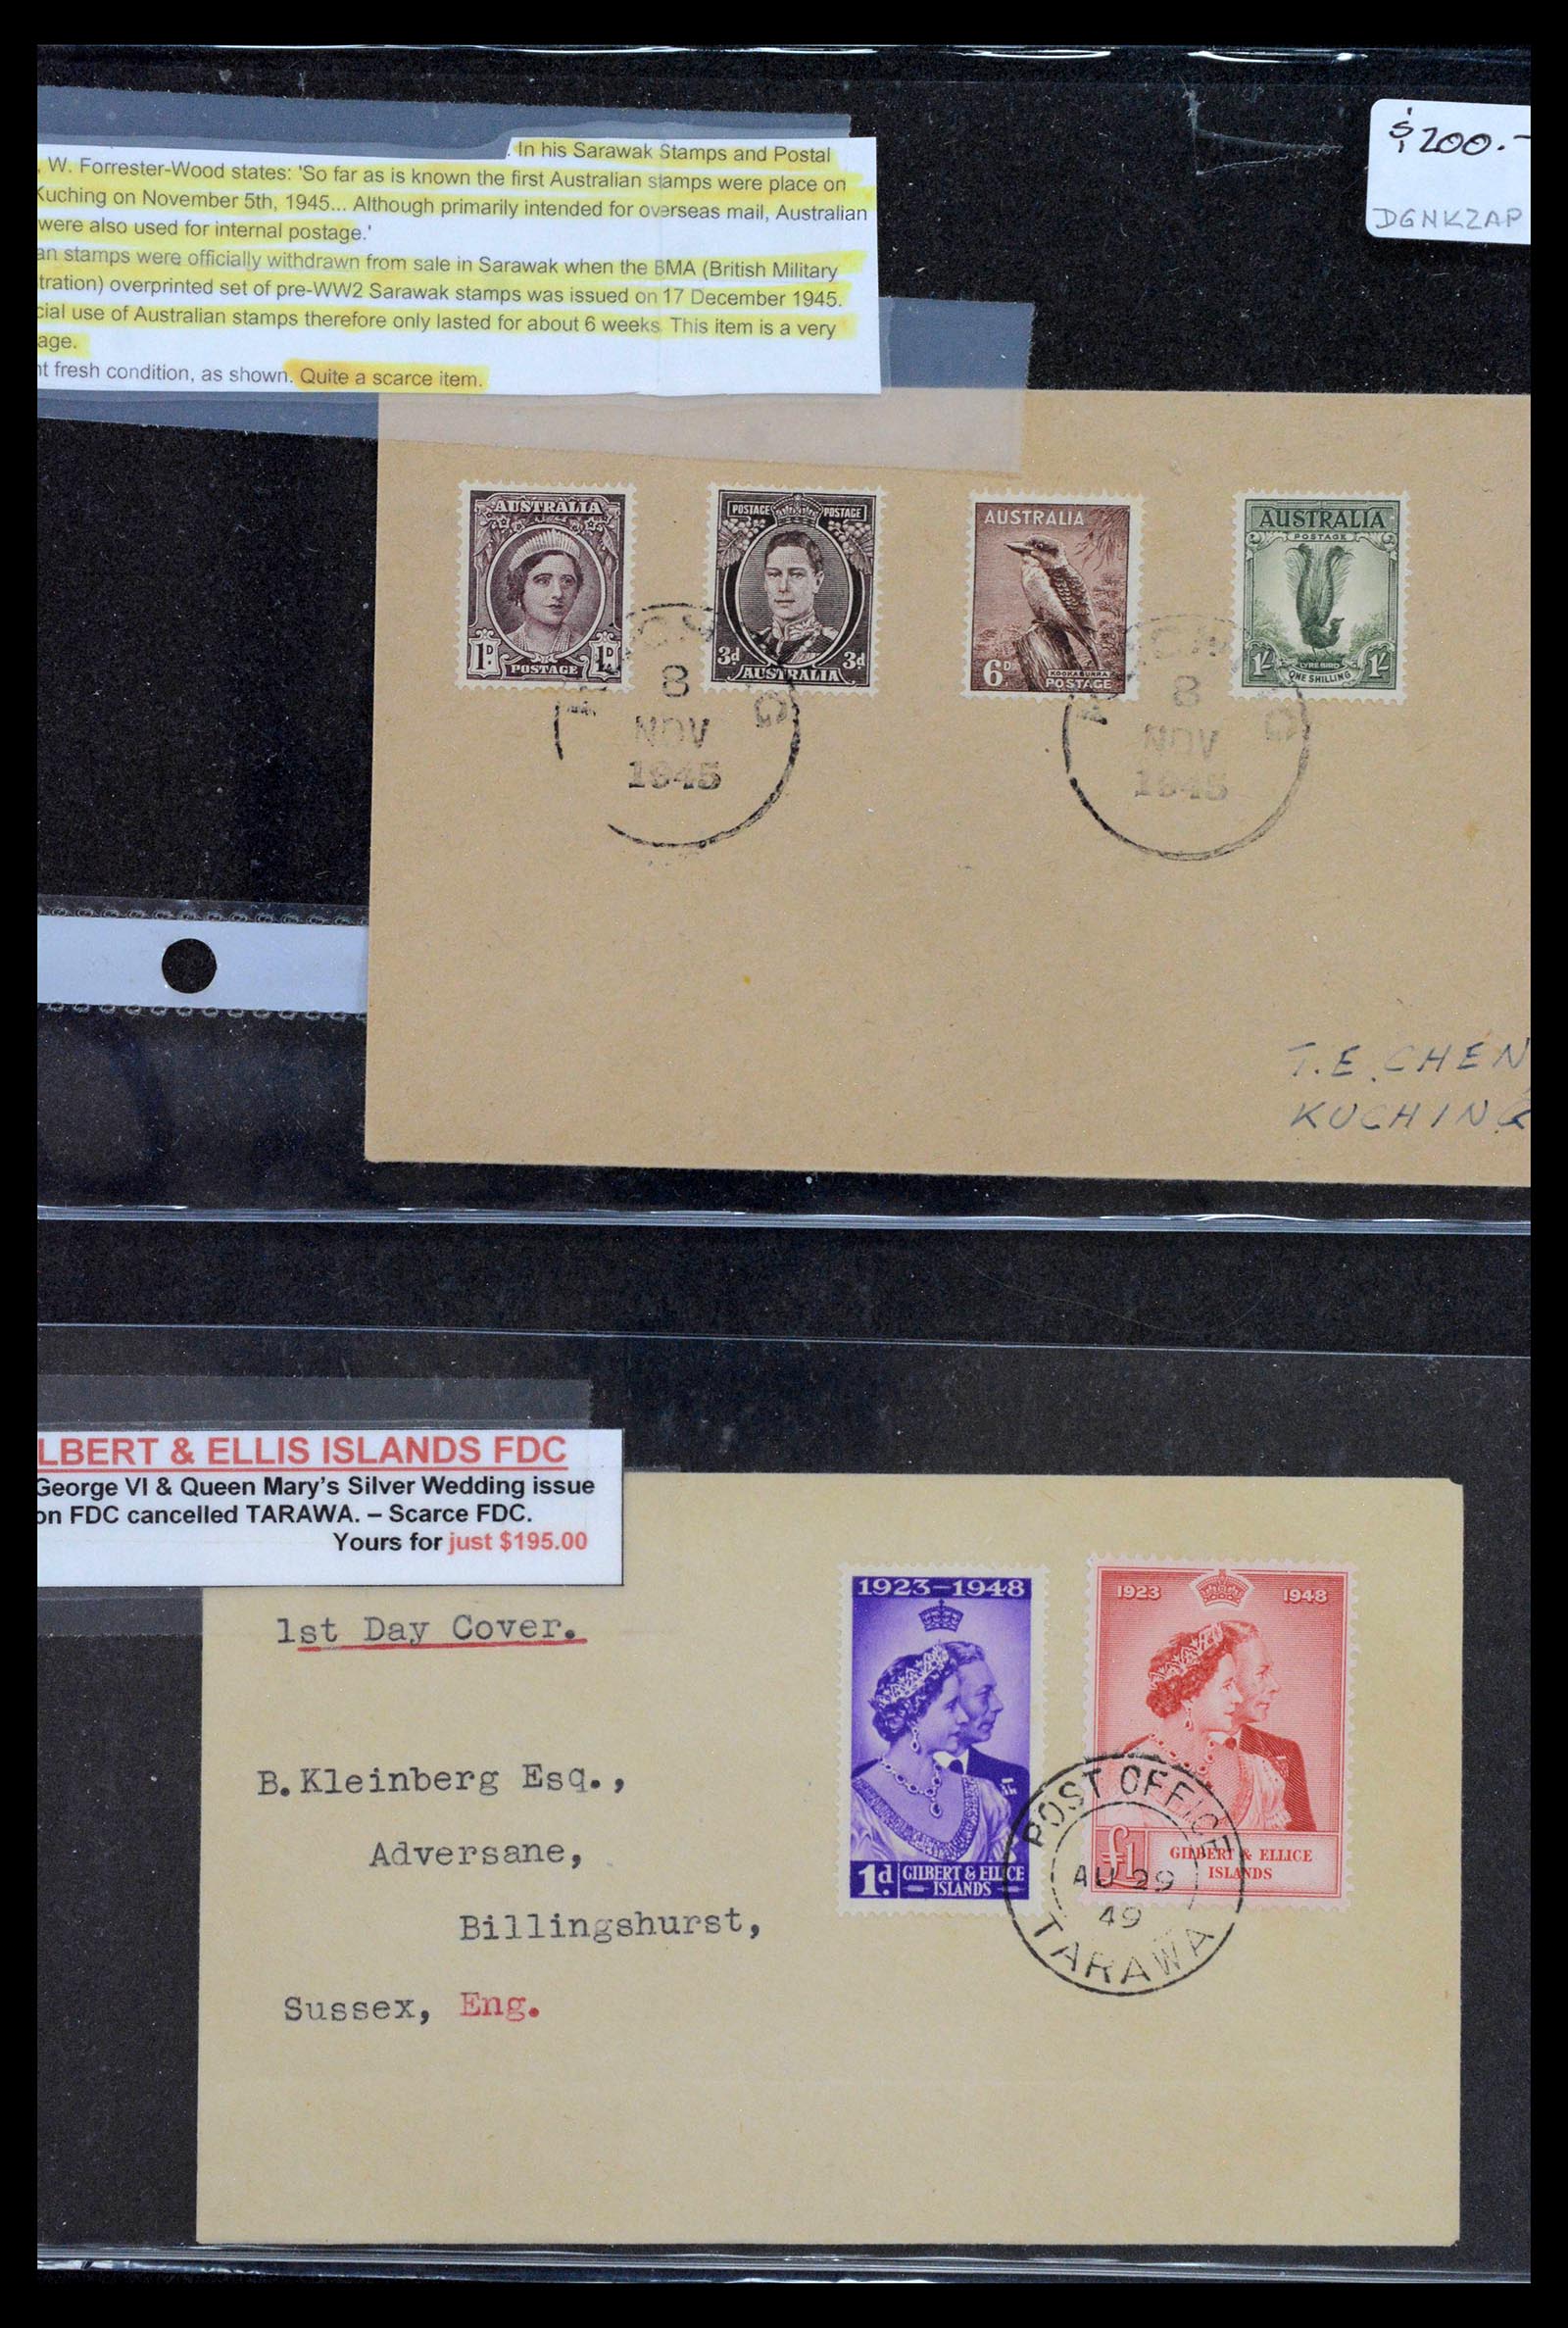 . In his Sarawak Stamps and Postal
W. Forrester-Wood states: 'So far as is known the first Australian stamps were place on
Kuching on November 5th, 1945... Although primarily intended for overseas mail, Australian
were also used for internal postage.'
an stamps were officially withdrawn from sale in Sarawak when the BMA (British Military
tration) overprinted set of pre-WW2 Sarawak stamps was issued on 17 December 1945.
cial use of Australian stamps therefore only lasted for about 6 weeks. This item is a very
age.
nt fresh condition, as shown. Quite a scarce item.
$200.-
DGNKZAP
AUSTRALIA
1D 1D
POSTAGE
POSTAGE POSTAGE
3d 3d
AUSTRALIA
AUSTRALIA
6D
KOOKABURRA
POSTAGE
AUSTRALIA
POSTAGE
LYRE BIRD
1/- 1/-
ONE SHILLING
8
NOV
1945
8
NOV
1945
T.E. CHEN
KUCHING
LBERT & ELLIS ISLANDS FDC
George VI & Queen Mary's Silver Wedding issue
on FDC cancelled TARAWA. – Scarce FDC.
Yours for just $195.00
1st Day Cover.
B.Kleinberg Esq.,
Adversane,
Billingshurst,
Sussex, Eng.
1923-1948
1d
GILBERT & ELLICE
ISLANDS
1923 1948
£1
GILBERT & ELLICE
ISLANDS
POST OFFICE
AU 29
49
TARAWA